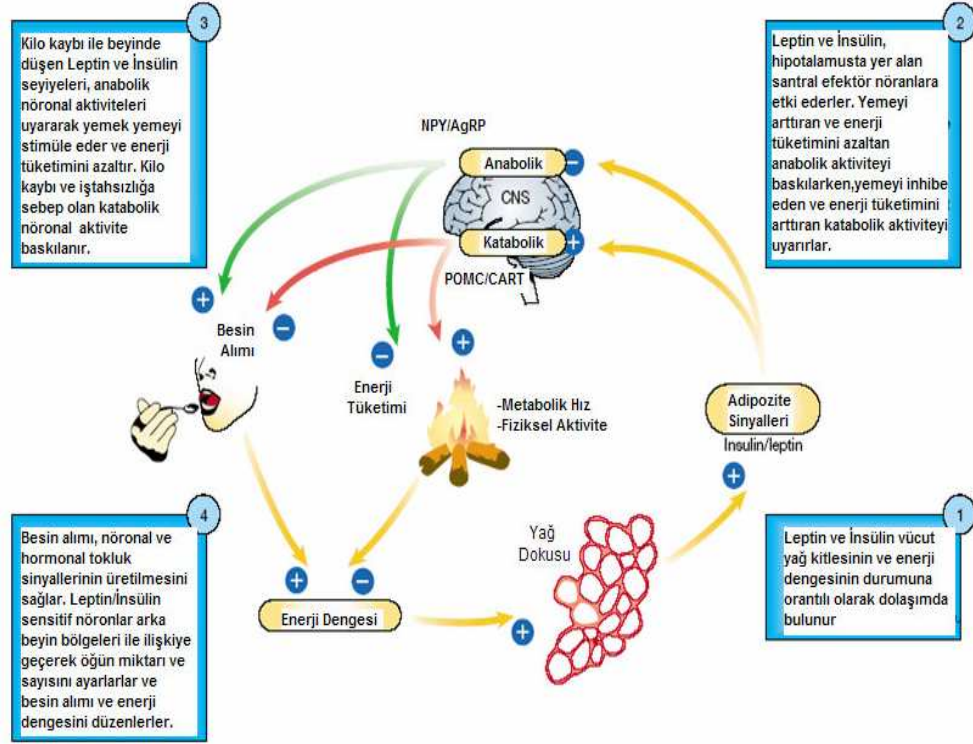 3
Kilo kaybı ile beyinde
düşen Leptin ve İnsülin
seyiyeleri, anabolik
nöronal aktiviteleri
uyararak yemek yemeyi
stimüle eder ve enerji
tüketimini azaltır. Kilo
kaybı ve iştahsızlığa
sebep olan katabolik
nöronal aktivite
baskılanır.
2
Leptin ve İnsülin,
hipotalamusta yer alan
santral efektör nöranlara
etki ederler. Yemeyi
arttıran ve enerji
tüketimini azaltan
anabolik aktiviteyi
baskılarken,yemeyi inhibe
eden ve enerji tüketimini
arttıran katabolik aktiviteyi
uyarırlar.
NPY/AgRP
Anabolik
−
CNS
Katabolik
+
POMC/CART
+
−
Besin
Alımı
−
+
Enerji
Tüketimi
-Metabolik Hız
-Fiziksel Aktivite
Adipozite
Sinyalleri
Insulin/leptin
+
4
Besin alımı, nöronal ve
hormonal tokluk
sinyallerinin üretilmesini
sağlar. Leptin/İnsülin
sensitif nöronlar arka
beyin bölgeleri ile ilişkiye
geçerek öğün miktarı ve
sayısını ayarlarlar ve
besin alımı ve enerji
dengesini düzenlerler.
+
−
Enerji Dengesi
+
Yağ
Dokusu
1
Leptin ve İnsülin vücut
yağ kitlesinin ve enerji
dengesinin durumuna
orantılı olarak dolaşımda
bulunur